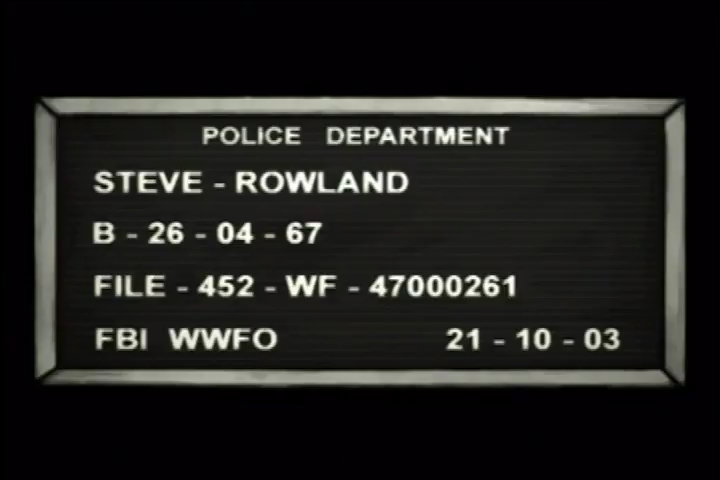 POLICE DEPARTMENT
STEVE - ROWLAND
B - 26 - 04 - 67
FILE - 452 - WF - 47000261
FBI WWFO 21 - 10 - 03